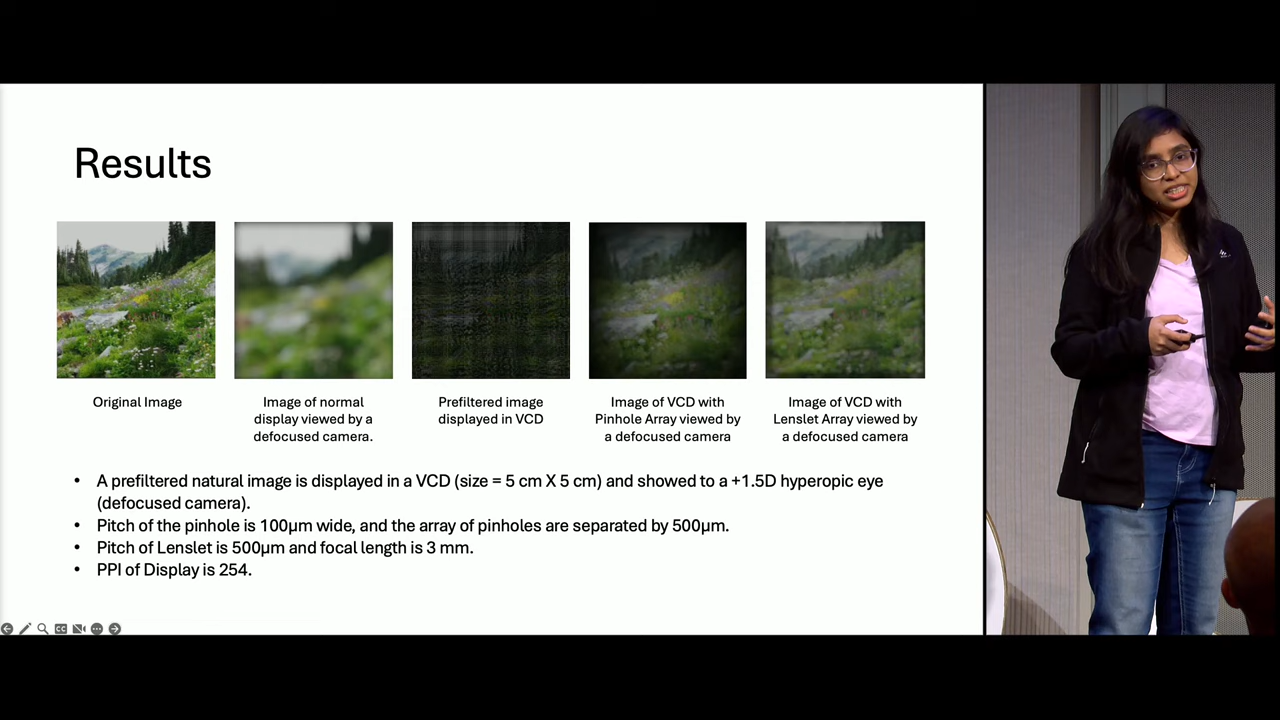 Results
Original Image
Image of normal
display viewed by a
defocused camera.
Prefiltered image
displayed in VCD
Image of VCD with
Pinhole Array viewed by
a defocused camera
Image of VCD with
Lenslet Array viewed by
a defocused camera
• A prefiltered natural image is displayed in a VCD (size = 5 cm X 5 cm) and showed to a +1.5D hyperopic eye
(defocused camera).
• Pitch of the pinhole is 100μm wide, and the array of pinholes are separated by 500μm.
• Pitch of Lenslet is 500μm and focal length is 3 mm.
• PPI of Display is 254.
CC